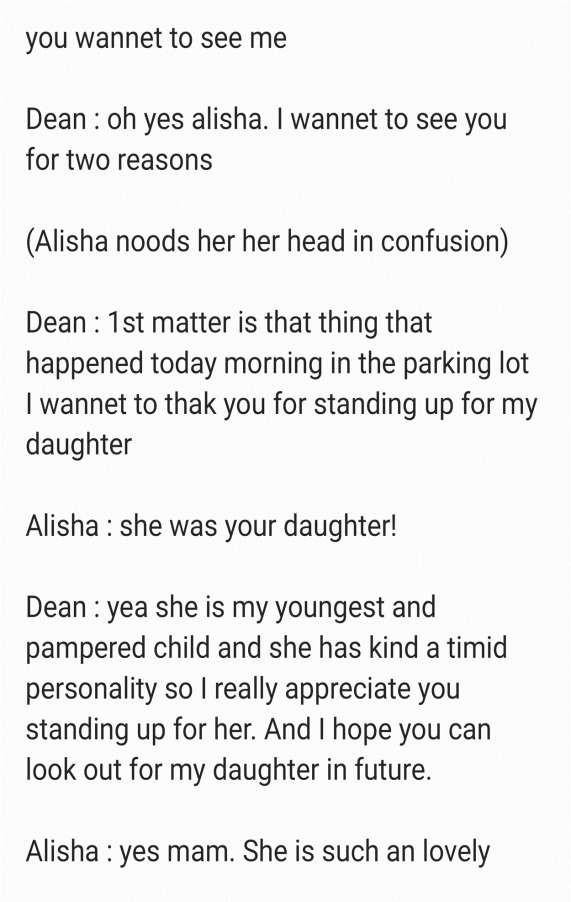 you wannet to see me
Dean : oh yes alisha. I wannet to see you
for two reasons
(Alisha noods her her head in confusion)
Dean : 1st matter is that thing that
happened today morning in the parking lot
I wannet to thak you for standing up for my
daughter
Alisha : she was your daughter!
Dean : yea she is my youngest and
pampered child and she has kind a timid
personality so I really appreciate you
standing up for her. And I hope you can
look out for my daughter in future.
Alisha : yes mam. She is such an lovely